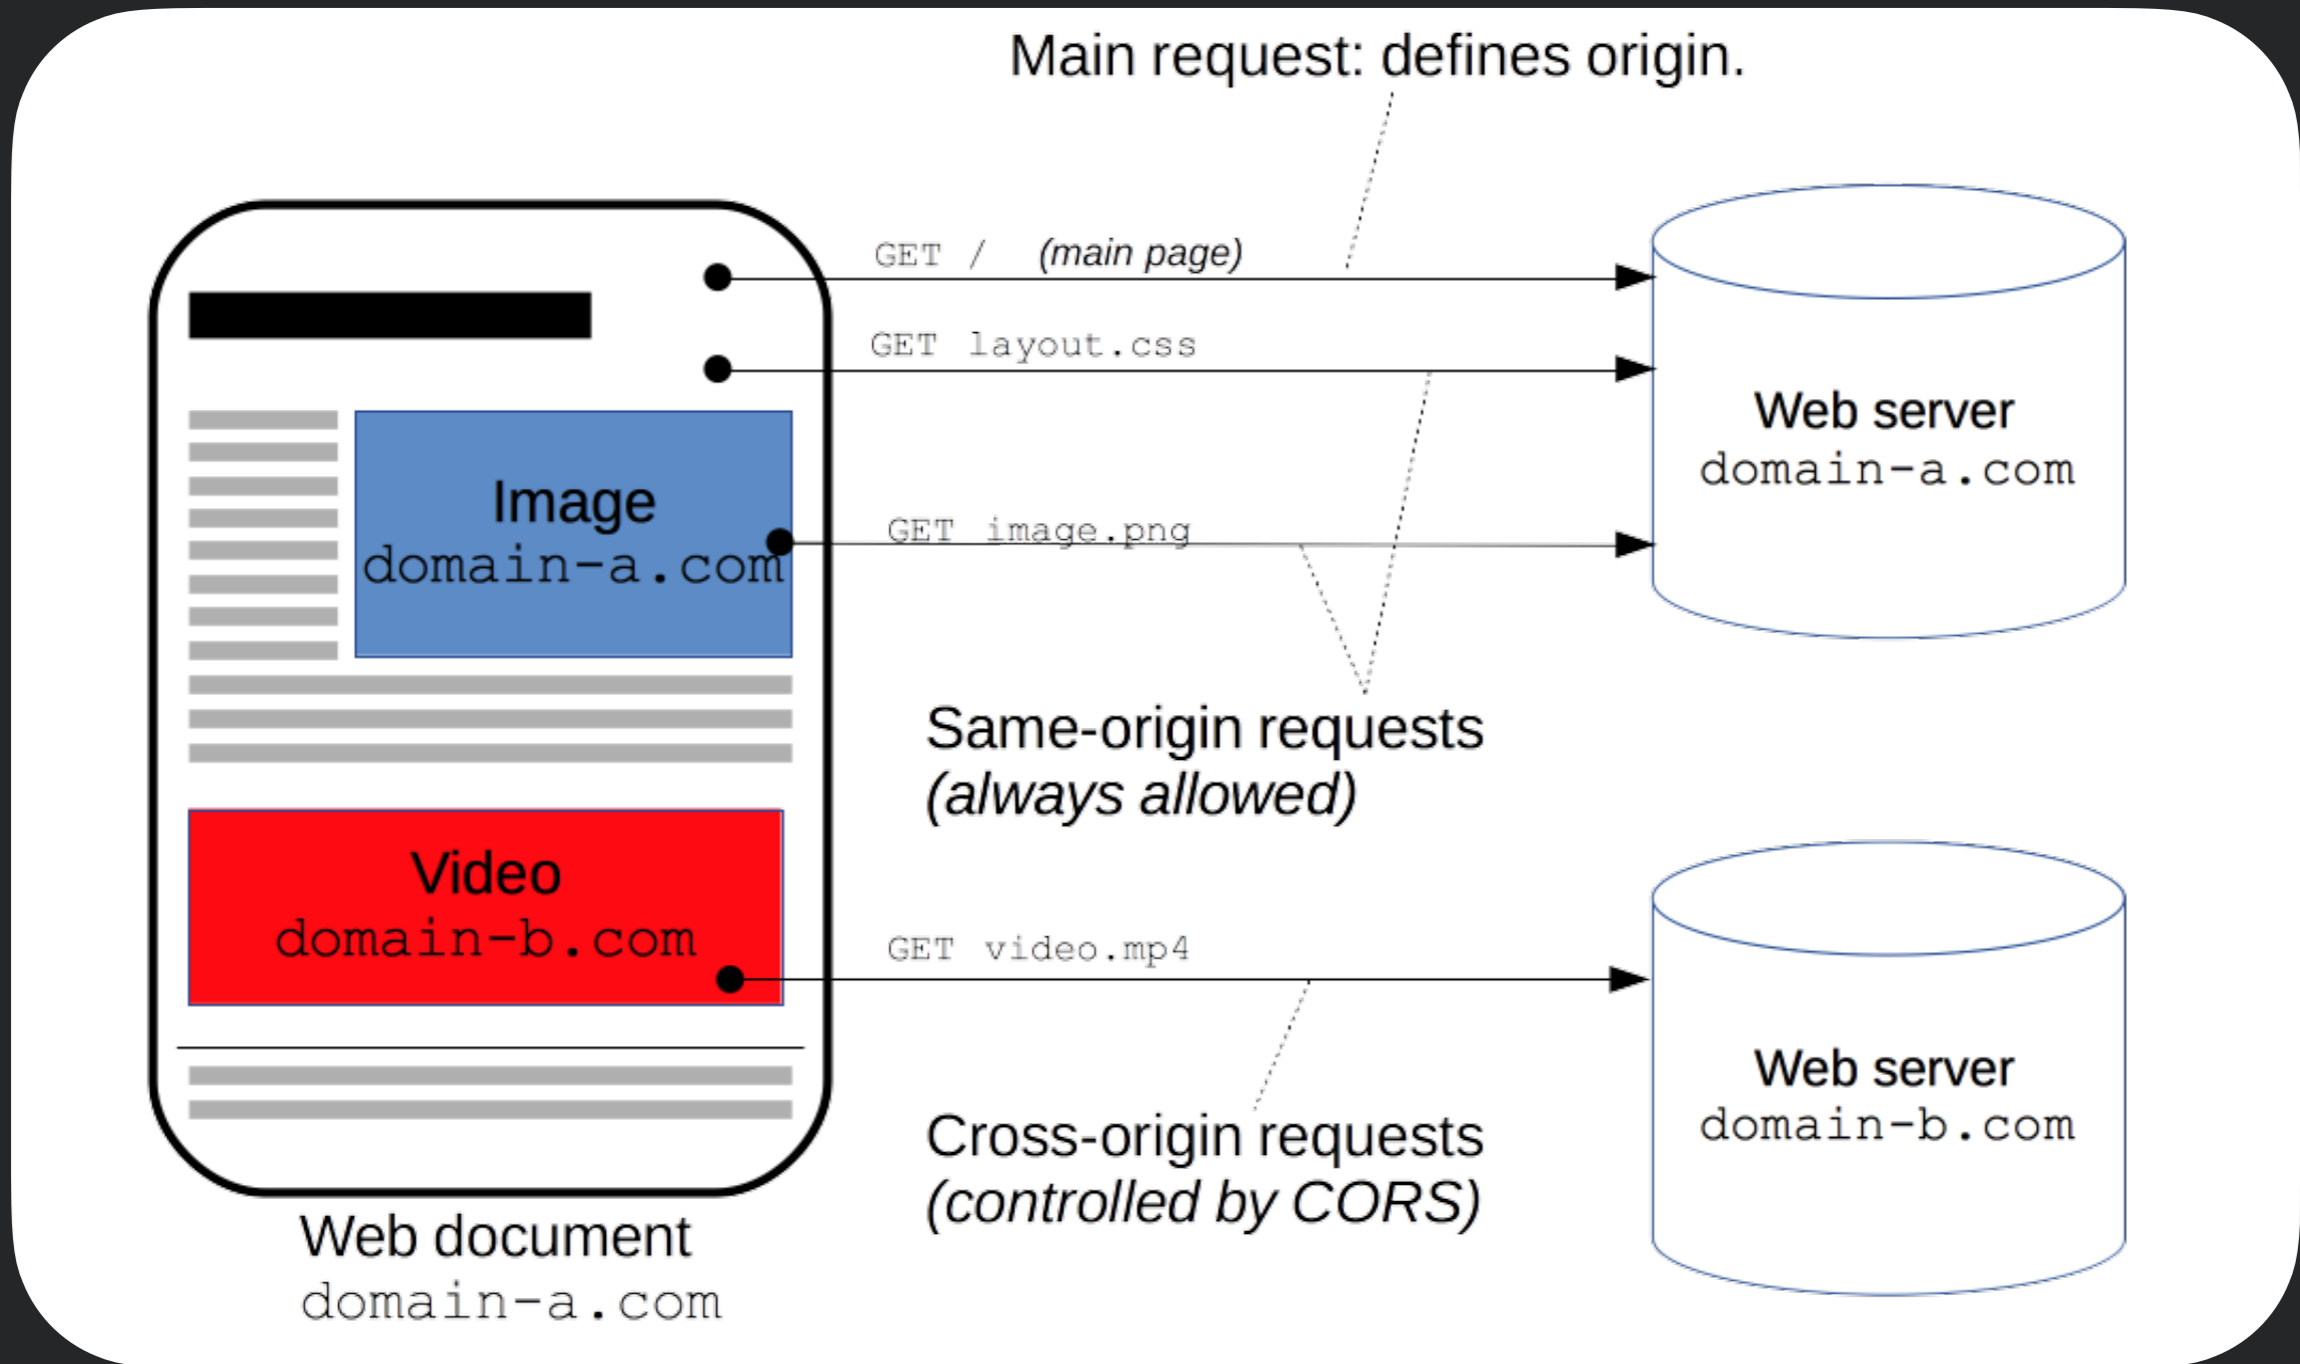 Main request: defines origin.
GET / (main page)
GET layout.css
Image
domain-a.com
GET image.png
Web server
domain-a.com
Same-origin requests
(always allowed)
Video
domain-b.com
GET video.mp4
Web server
domain-b.com
Cross-origin requests
(controlled by CORS)
Web document
domain-a.com